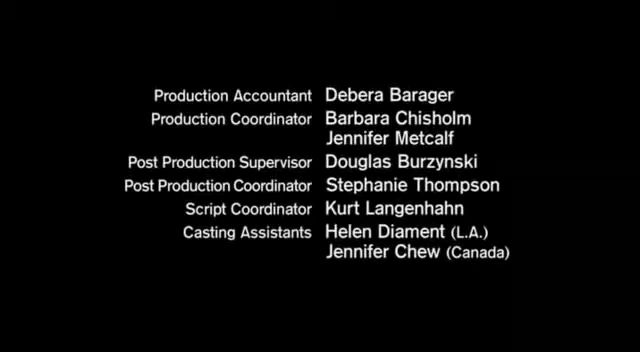 Production Accountant Debera Barager
Production Coordinator Barbara Chisholm
Jennifer Metcalf
Post Production Supervisor Douglas Burzynski
Post Production Coordinator Stephanie Thompson
Script Coordinator Kurt Langenhahn
Casting Assistants Helen Diament (L.A.)
Jennifer Chew (Canada)